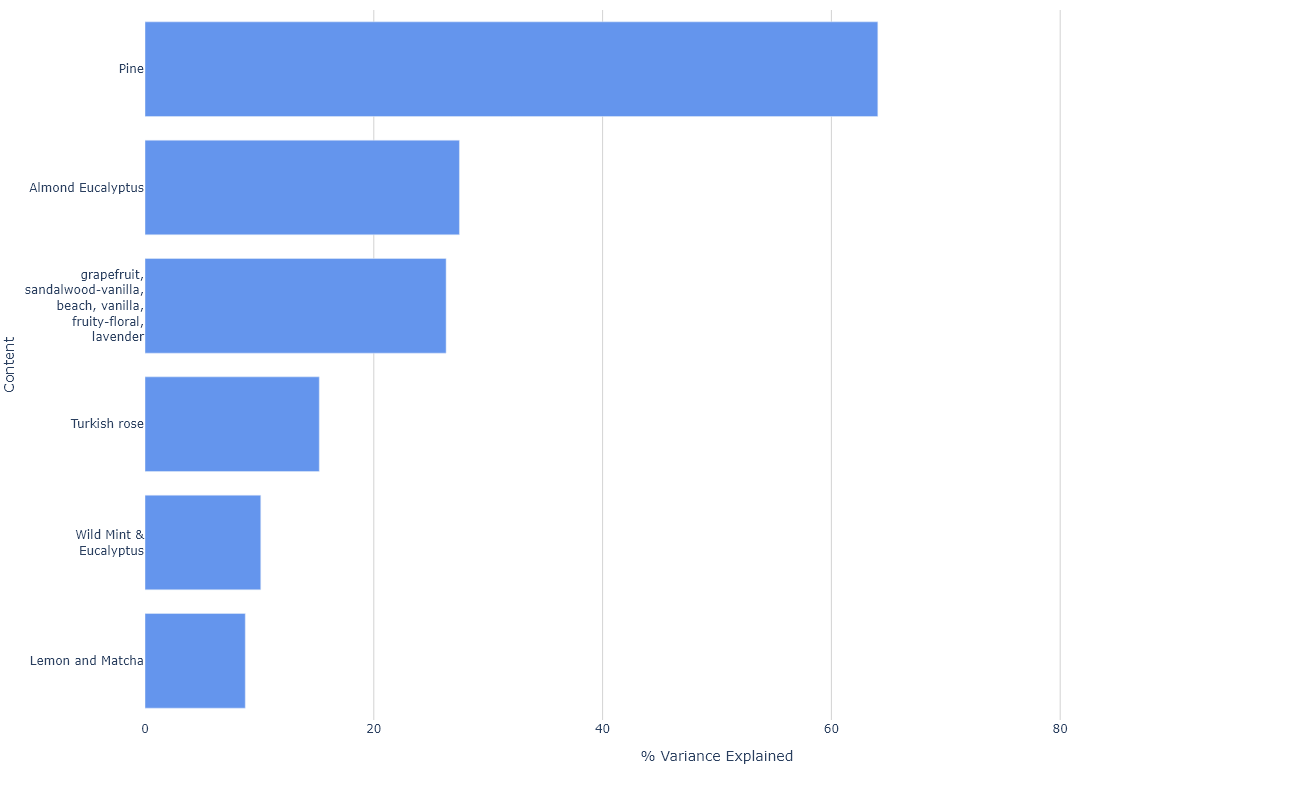 Pine
Almond Eucalyptus
grapefruit,
sandalwood-vanilla,
beach, vanilla,
fruity-floral,
lavender
Turkish rose
Wild Mint &
Eucalyptus
Lemon and Matcha
Content
0
20
40
60
80
% Variance Explained